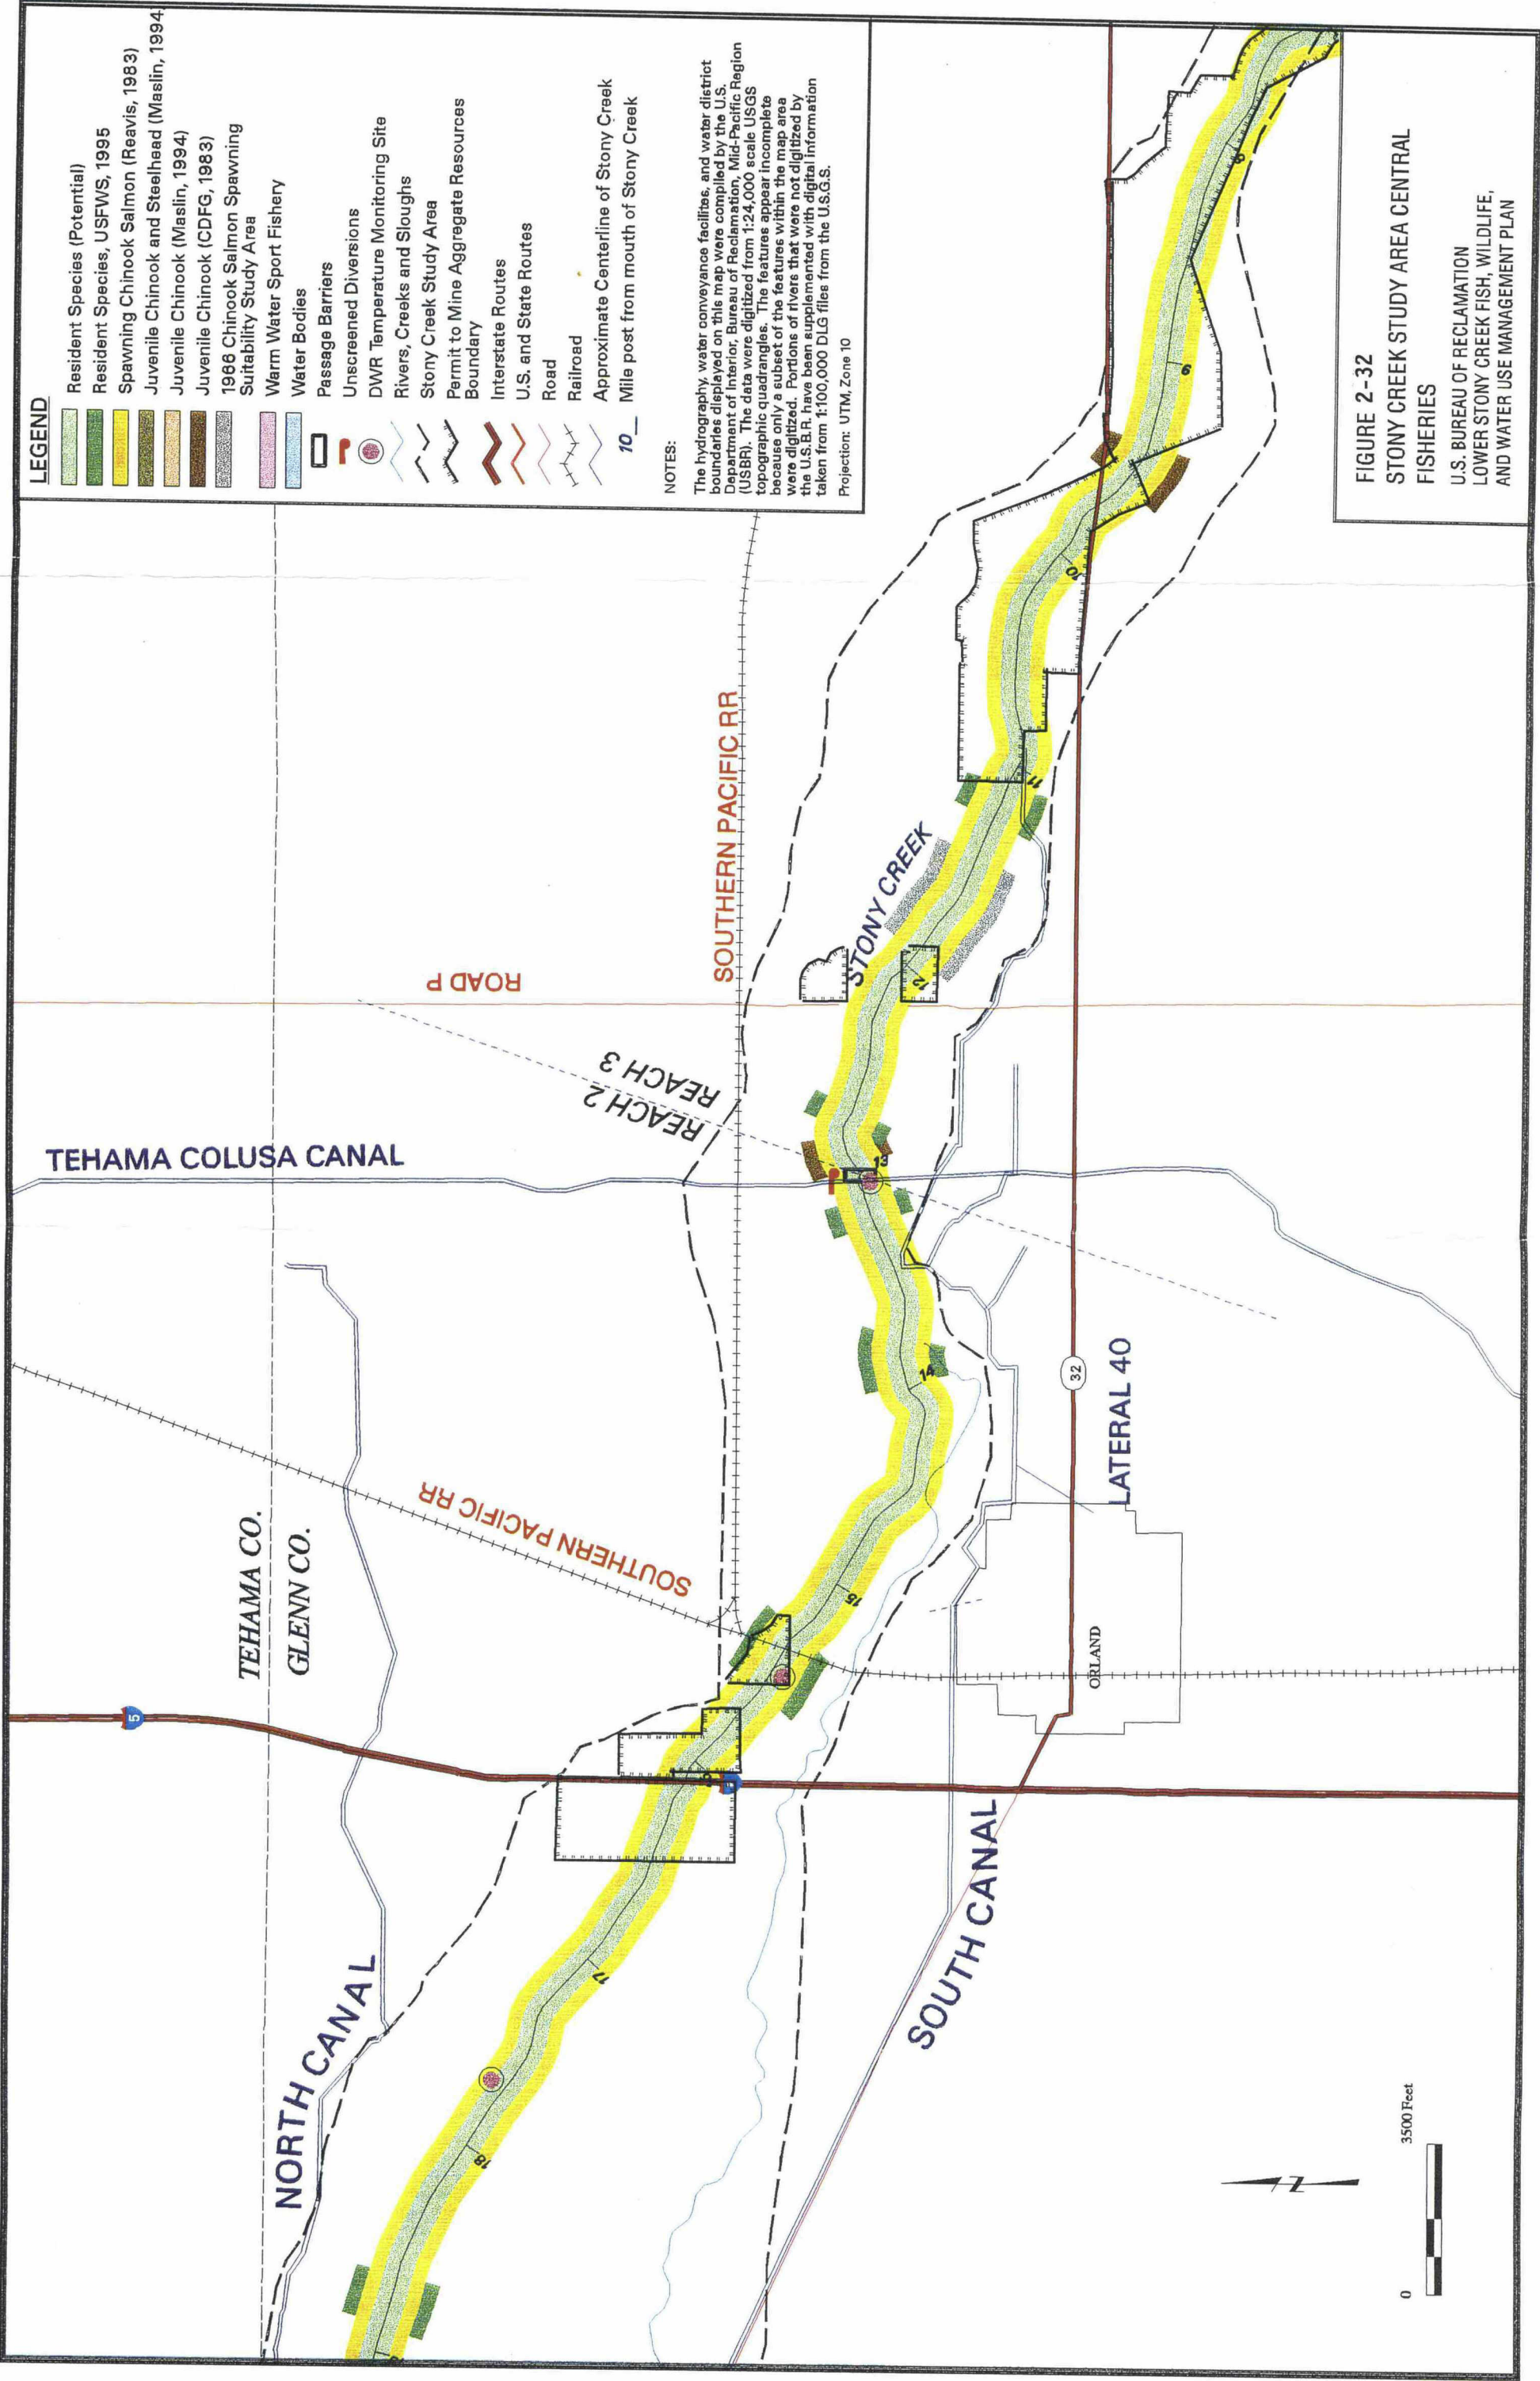 LEGEND
Resident Species (Potential)
Resident Species, USFWS, 1995
Spawning Chinook Salmon (Reavis, 1983)
Juvenile Chinook and Steelhead (Maslin, 1994)
Juvenile Chinook (Maslin, 1994)
Juvenile Chinook (CDFG, 1983)
1966 Chinook Salmon Spawning
Suitability Study Area
Warm Water Sport Fishery
Water Bodies
Passage Barriers
Unscreened Diversions
DWR Temperature Monitoring Site
Rivers, Creeks and Sloughs
Stony Creek Study Area
Permit to Mine Aggregate Resources
Boundary
Interstate Routes
U.S. and State Routes
Road
Railroad
Approximate Centerline of Stony Creek
10 Mile post from mouth of Stony Creek
NOTES:
The hydrography, water conveyance facilites, and water district
boundaries displayed on this map were compiled by the U.S.
Department of Interior, Bureau of Reclamation, Mid-Pacific Region
(USBR). The data were digitized from 1:24,000 scale USGS
topographic quadrangles. The features appear incomplete
because only a subset of the features within the map area
were digitized. Portions of rivers that were not digitized by
the U.S.B.R. have been supplemented with digital information
taken from 1:100,000 DLG files from the U.S.G.S.
Projection: UTM, Zone 10
TEHAMA CO.
GLENN CO.
NORTH CANAL
TEHAMA COLUSA CANAL
SOUTHERN PACIFIC RR
SOUTHERN PACIFIC RR
ROAD P
REACH 2
REACH 3
STONY CREEK
SOUTH CANAL
LATERAL 40
ORLAND
5
32
18
17
15
14
13
12
11
9
8
N
0
3500 Feet
FIGURE 2-32
STONY CREEK STUDY AREA CENTRAL
FISHERIES
U.S. BUREAU OF RECLAMATION
LOWER STONY CREEK FISH, WILDLIFE,
AND WATER USE MANAGEMENT PLAN